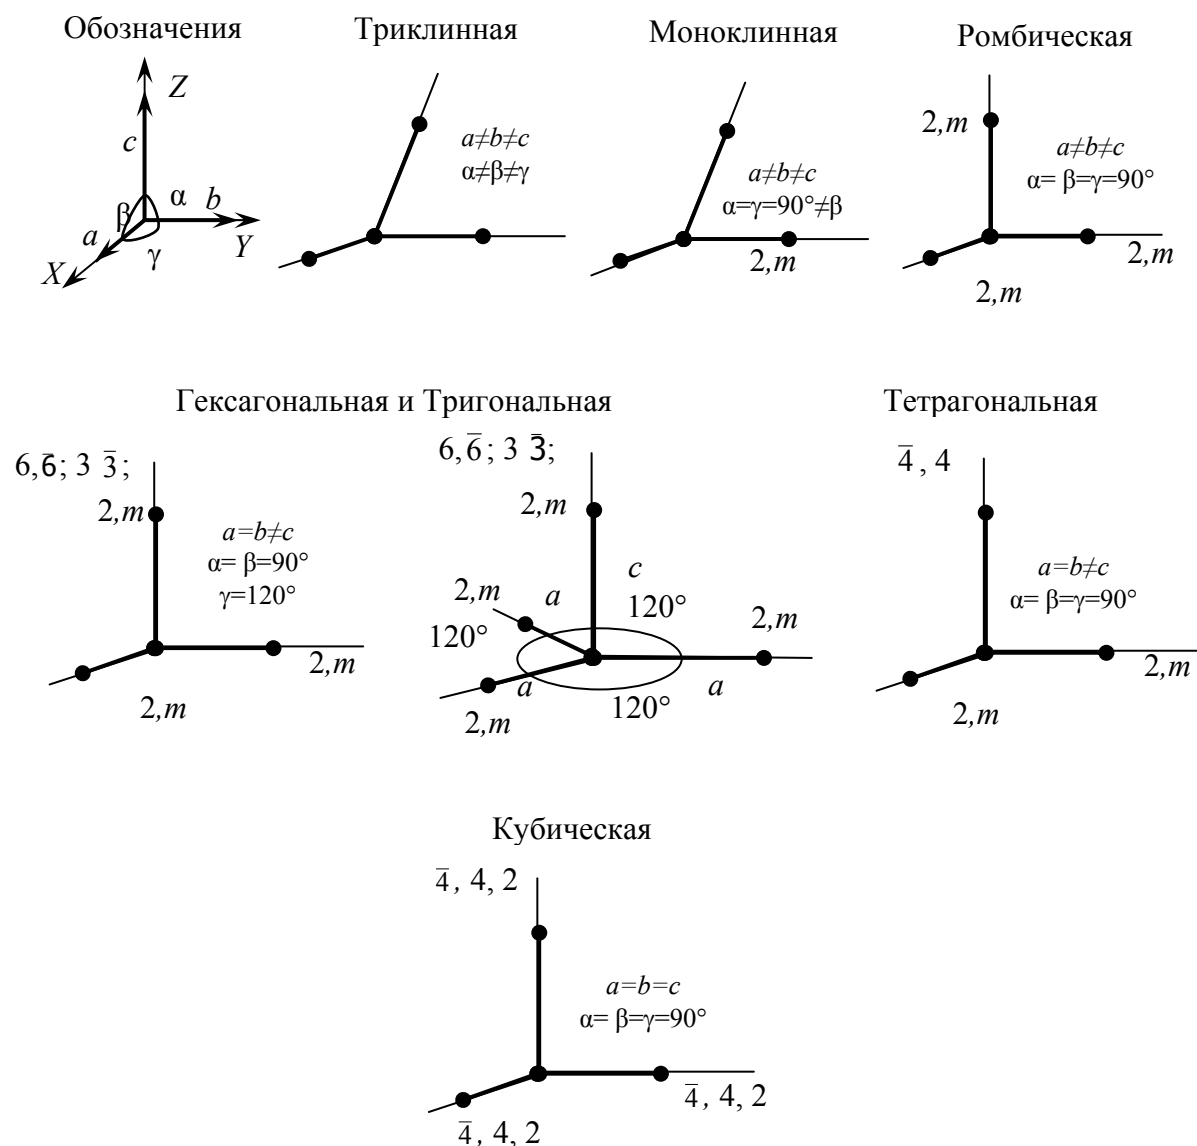 Обозначения
Триклинная
Моноклинная
Ромбическая
Z
c
α
b
β
a
γ
Y
X
a≠b≠c
α≠β≠γ
a≠b≠c
α=γ=90°≠β
2,m
2,m
a≠b≠c
α= β=γ=90°
2,m
2,m
Гексагональная и Тригональная
Тетрагональная
6,6̅; 3 3̅;
2,m
a=b≠c
α= β=90°
γ=120°
2,m
2,m
6,6̅; 3 3̅;
2,m
c
2,m
a
120°
120°
2,m
a
a
120°
2,m
4̅, 4
a=b≠c
α= β=γ=90°
2,m
2,m
Кубическая
4̅, 4, 2
a=b=c
α= β=γ=90°
4̅, 4, 2
4̅, 4, 2